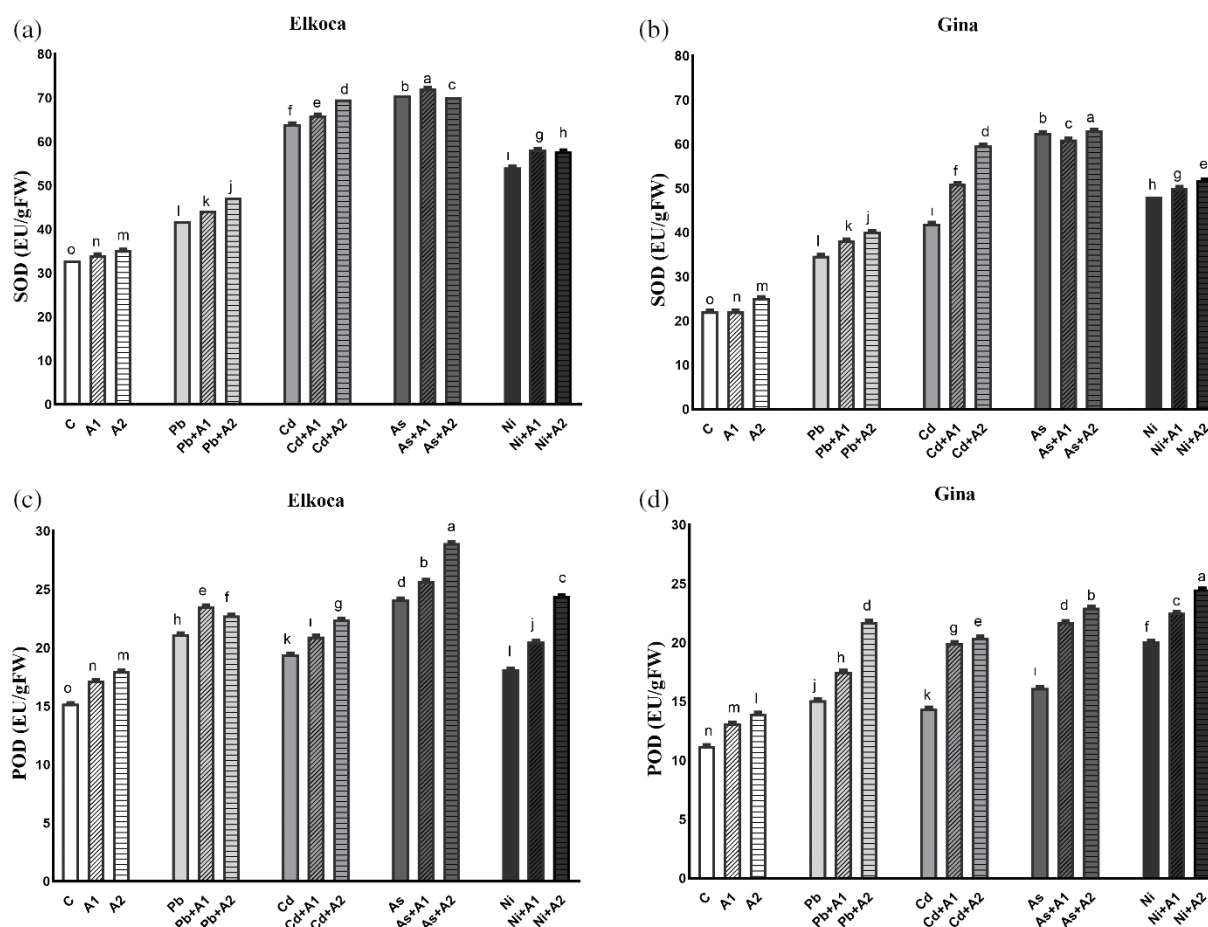 (a)
Elkoca
SOD (EU/gFW)
80
70
60
50
40
30
20
10
0
o n m l k j f e d b a c ı g h
C A1 A2 Pb Pb+A1 Pb+A2 Cd Cd+A1 Cd+A2 As As+A1 As+A2 Ni Ni+A1 Ni+A2
(b)
Gina
SOD (EU/gFW)
80
70
60
50
40
30
20
10
0
o n m l k j ı f d b c a h g e
C A1 A2 Pb Pb+A1 Pb+A2 Cd Cd+A1 Cd+A2 As As+A1 As+A2 Ni Ni+A1 Ni+A2
(c)
Elkoca
POD (EU/gFW)
30
25
20
15
10
5
0
o n m h e f k ı g d b a l j c
C A1 A2 Pb Pb+A1 Pb+A2 Cd Cd+A1 Cd+A2 As As+A1 As+A2 Ni Ni+A1 Ni+A2
(d)
Gina
POD (EU/gFW)
30
25
20
15
10
5
0
n m l j h d k g e ı d b f c a
C A1 A2 Pb Pb+A1 Pb+A2 Cd Cd+A1 Cd+A2 As As+A1 As+A2 Ni Ni+A1 Ni+A2